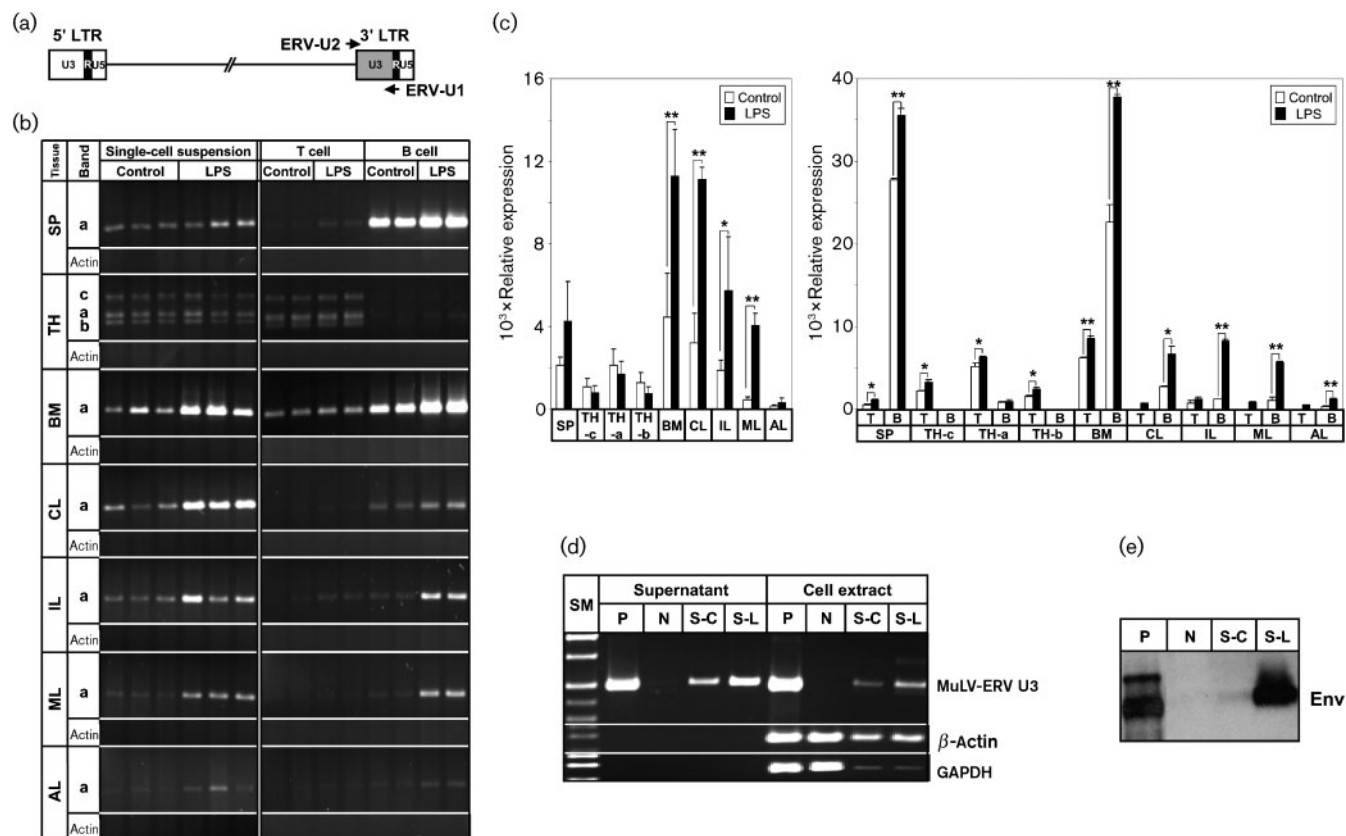 (a)
5' LTR
ERV-U2
3' LTR
U3 R U5
U3 R U5
ERV-U1
(b)
Tissue Band Single-cell suspension T cell B cell
Control LPS Control LPS Control LPS
SP a
Actin
TH c
a
b
Actin
BM a
Actin
CL a
Actin
IL a
Actin
ML a
Actin
AL a
Actin
(c)
10³ × Relative expression
16
12
8
4
0
Control
LPS
** ** * **
SP TH-c TH-a TH-b BM CL IL ML AL
10³ × Relative expression
40
30
20
10
0
Control
LPS
* ** * * * ** ** * ** ** **
T B T B T B T B T B T B T B T B T B
SP TH-c TH-a TH-b BM CL IL ML AL
(d)
SM Supernatant Cell extract
P N S-C S-L P N S-C S-L
MuLV-ERV U3
β-Actin
GAPDH
(e)
P N S-C S-L
Env